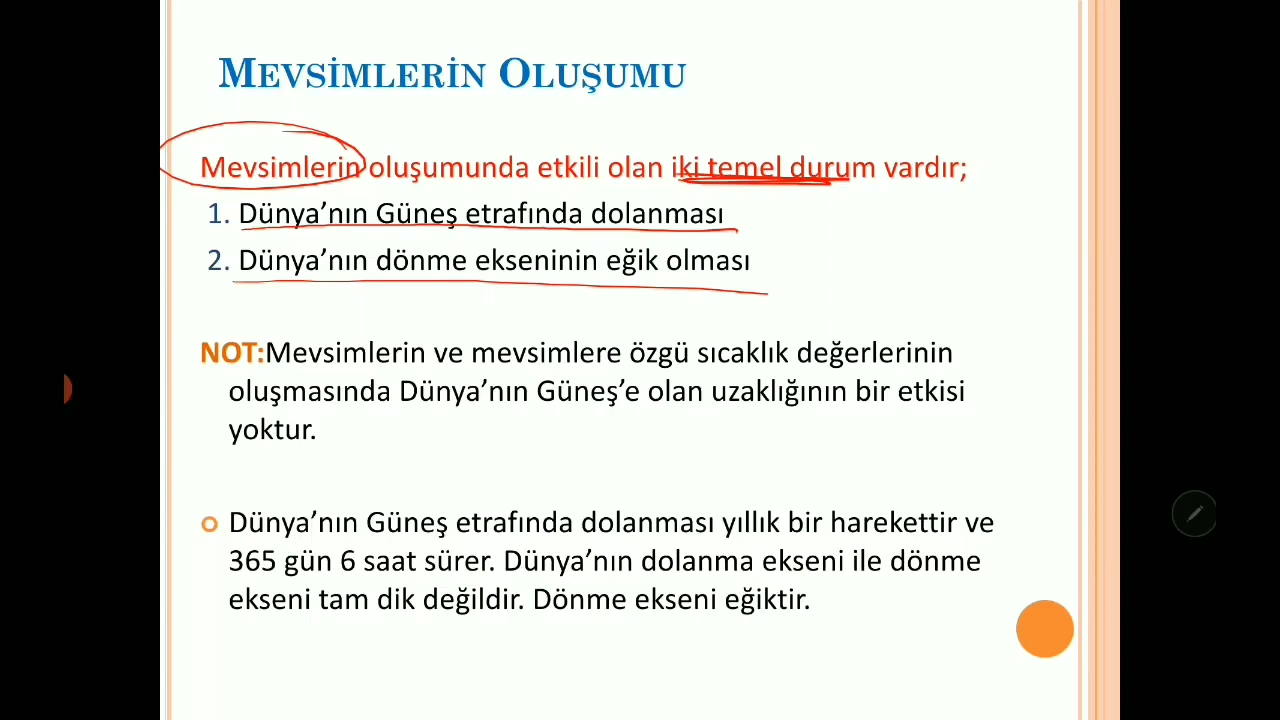 MEVSİMLERİN OLUŞUMU
Mevsimlerin oluşumunda etkili olan iki temel durum vardır;
1. Dünya’nın Güneş etrafında dolanması
2. Dünya’nın dönme ekseninin eğik olması
NOT:Mevsimlerin ve mevsimlere özgü sıcaklık değerlerinin
oluşmasında Dünya’nın Güneş’e olan uzaklığının bir etkisi
yoktur.
Dünya’nın Güneş etrafında dolanması yıllık bir harekettir ve
365 gün 6 saat sürer. Dünya’nın dolanma ekseni ile dönme
ekseni tam dik değildir. Dönme ekseni eğiktir.